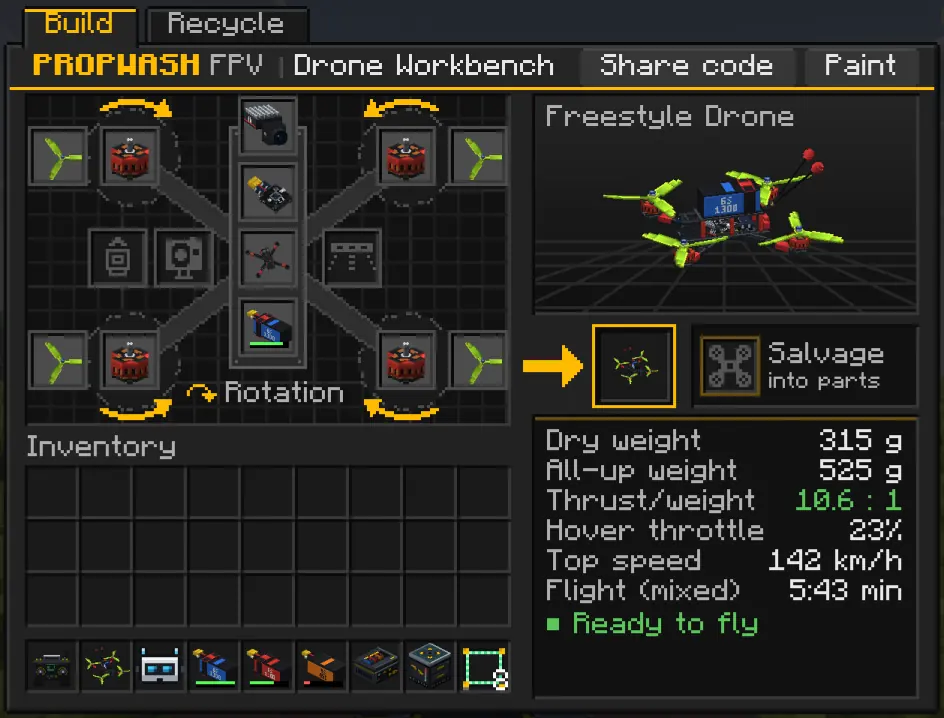 Build
Recycle
PROPWASH FPV | Drone Workbench
Share code
Paint
Freestyle Drone
6S
1300
Rotation
Salvage
into parts
Inventory
Dry weight 315 g
All-up weight 525 g
Thrust/weight 10.6 : 1
Hover throttle 23%
Top speed 142 km/h
Flight (mixed) 5:43 min
Ready to fly
8